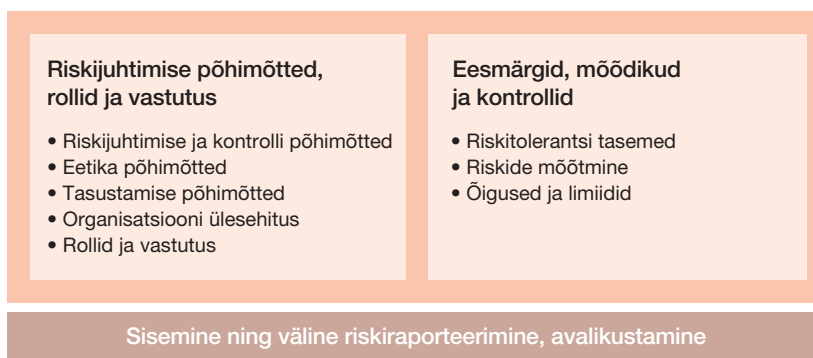 Riskijuhtimise põhimõtted,
rollid ja vastutus
• Riskijuhtimise ja kontrolli põhimõtted
• Eetika põhimõtted
• Tasustamise põhimõtted
• Organisatsiooni ülesehitus
• Rollid ja vastutus
Eesmärgid, mõõdikud
ja kontrollid
• Riskitolerantsi tasemed
• Riskide mõõtmine
• Õigused ja limiidid
Sisemine ning väline riskiraporteerimine, avalikustamine